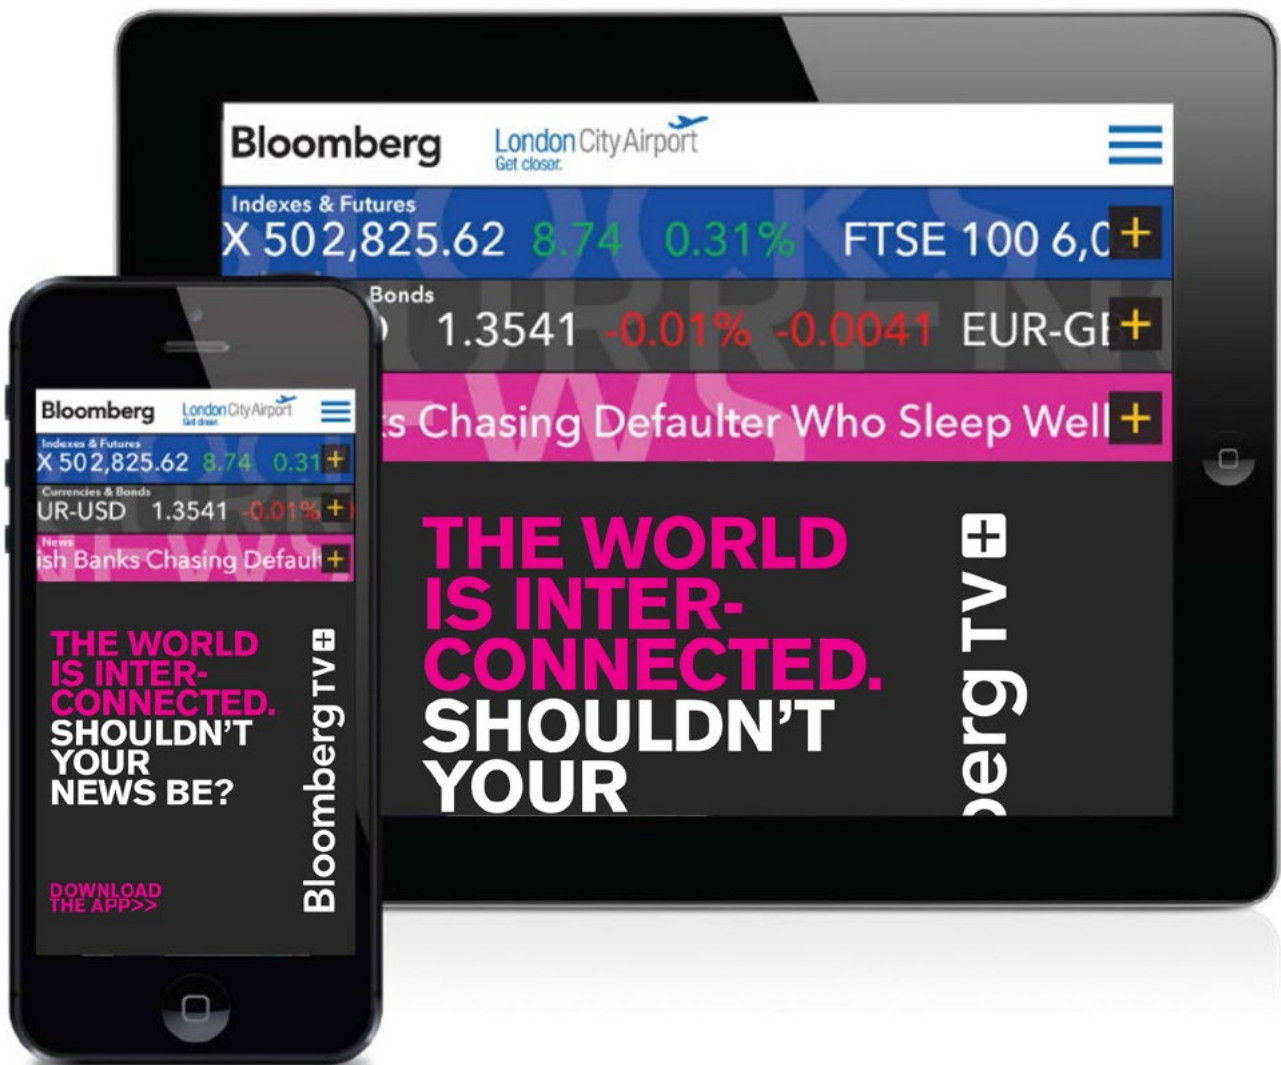 Bloomberg
London City Airport
Get closer.
Indexes & Futures
X 502,825.62 8.74 0.31% FTSE 100 6,0
Bonds
1.3541 -0.01% -0.0041 EUR-GB
Chasing Defaulter Who Sleep Well
THE WORLD
IS INTER-
CONNECTED.
SHOULDN'T
YOUR
berg TV+
Bloomberg
London City Airport
Get closer.
Indexes & Futures
X 502,825.62 8.74 0.31
Currencies & Bonds
UR-USD 1.3541 -0.01%
News
ish Banks Chasing Default
THE WORLD
IS INTER-
CONNECTED.
SHOULDN'T
YOUR
NEWS BE?
DOWNLOAD
THE APP>>
Bloomberg TV+